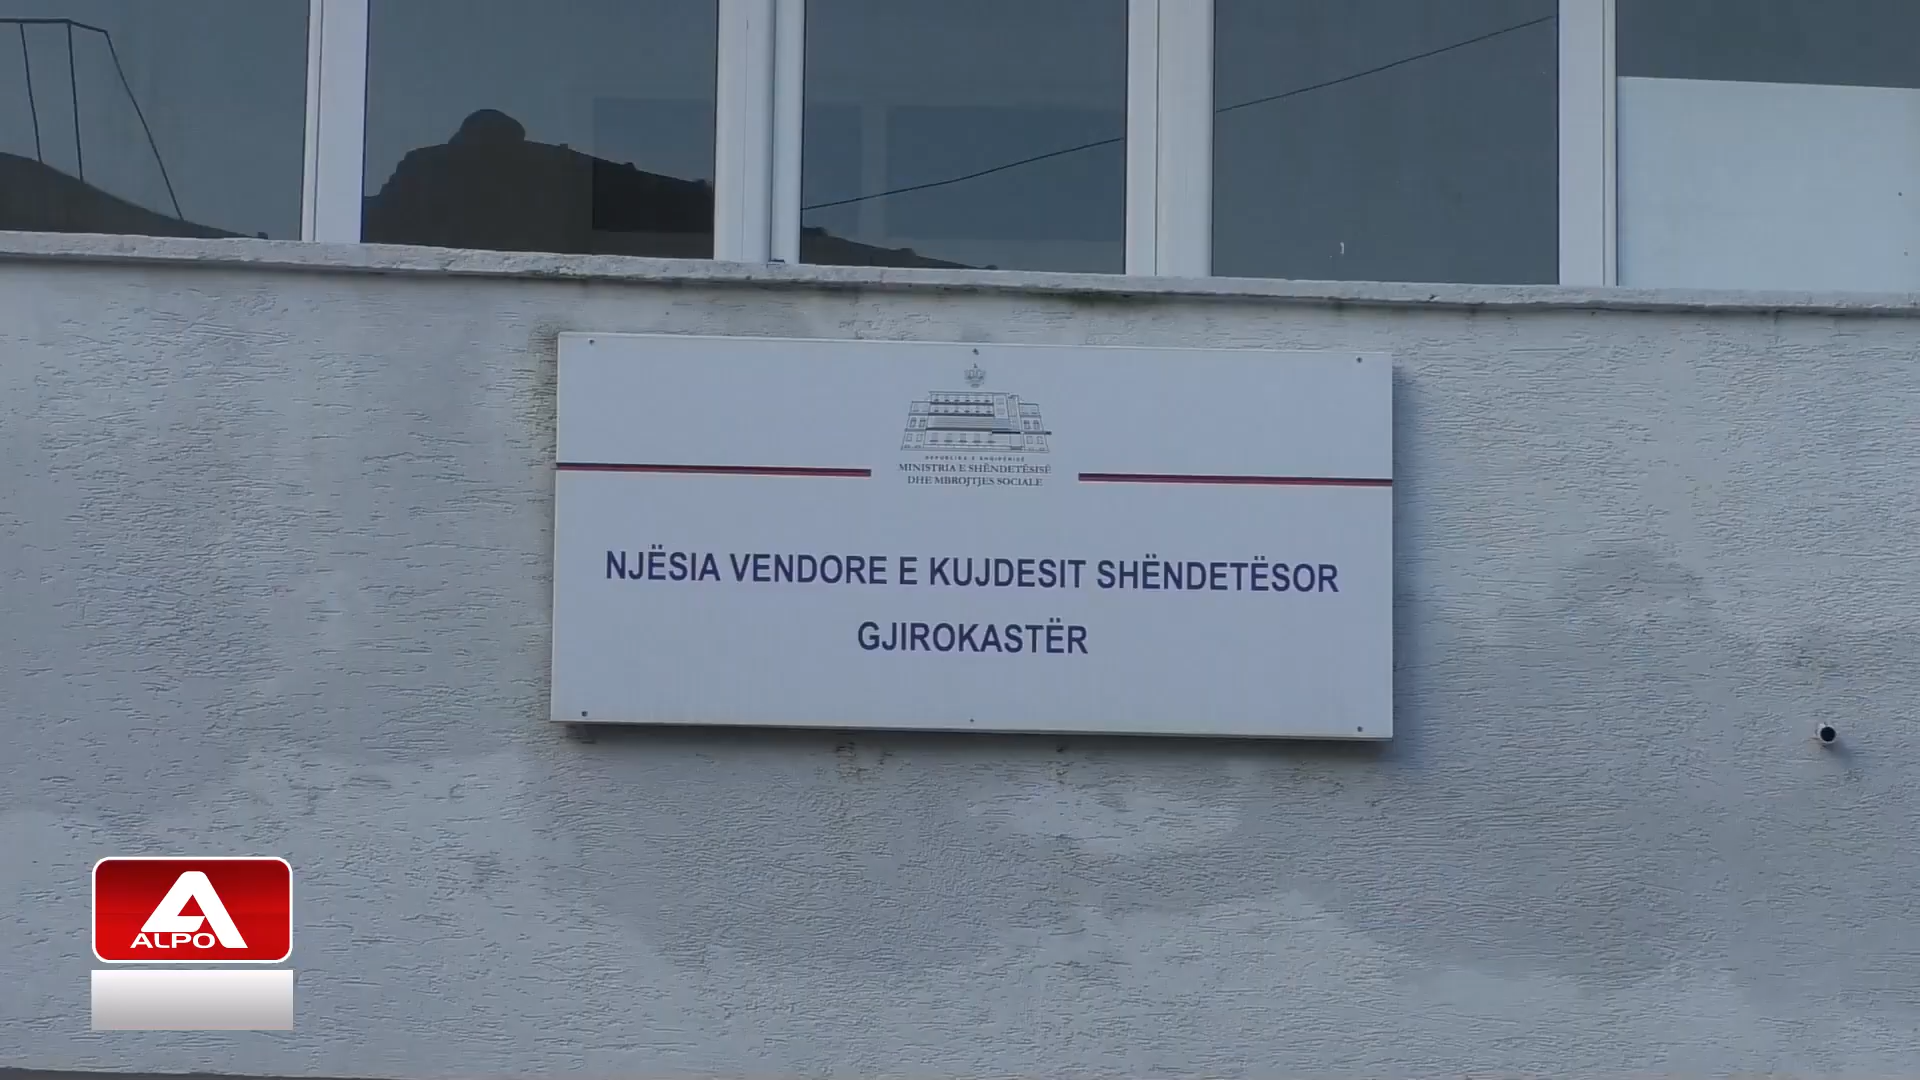 REPUBLIKA E SHQIPËRISË
MINISTRIA E SHËNDETËSISË
DHE MBROJTJES SOCIALE
NJËSIA VENDORE E KUJDESIT SHËNDETËSOR
GJIROKASTËR
ALPO